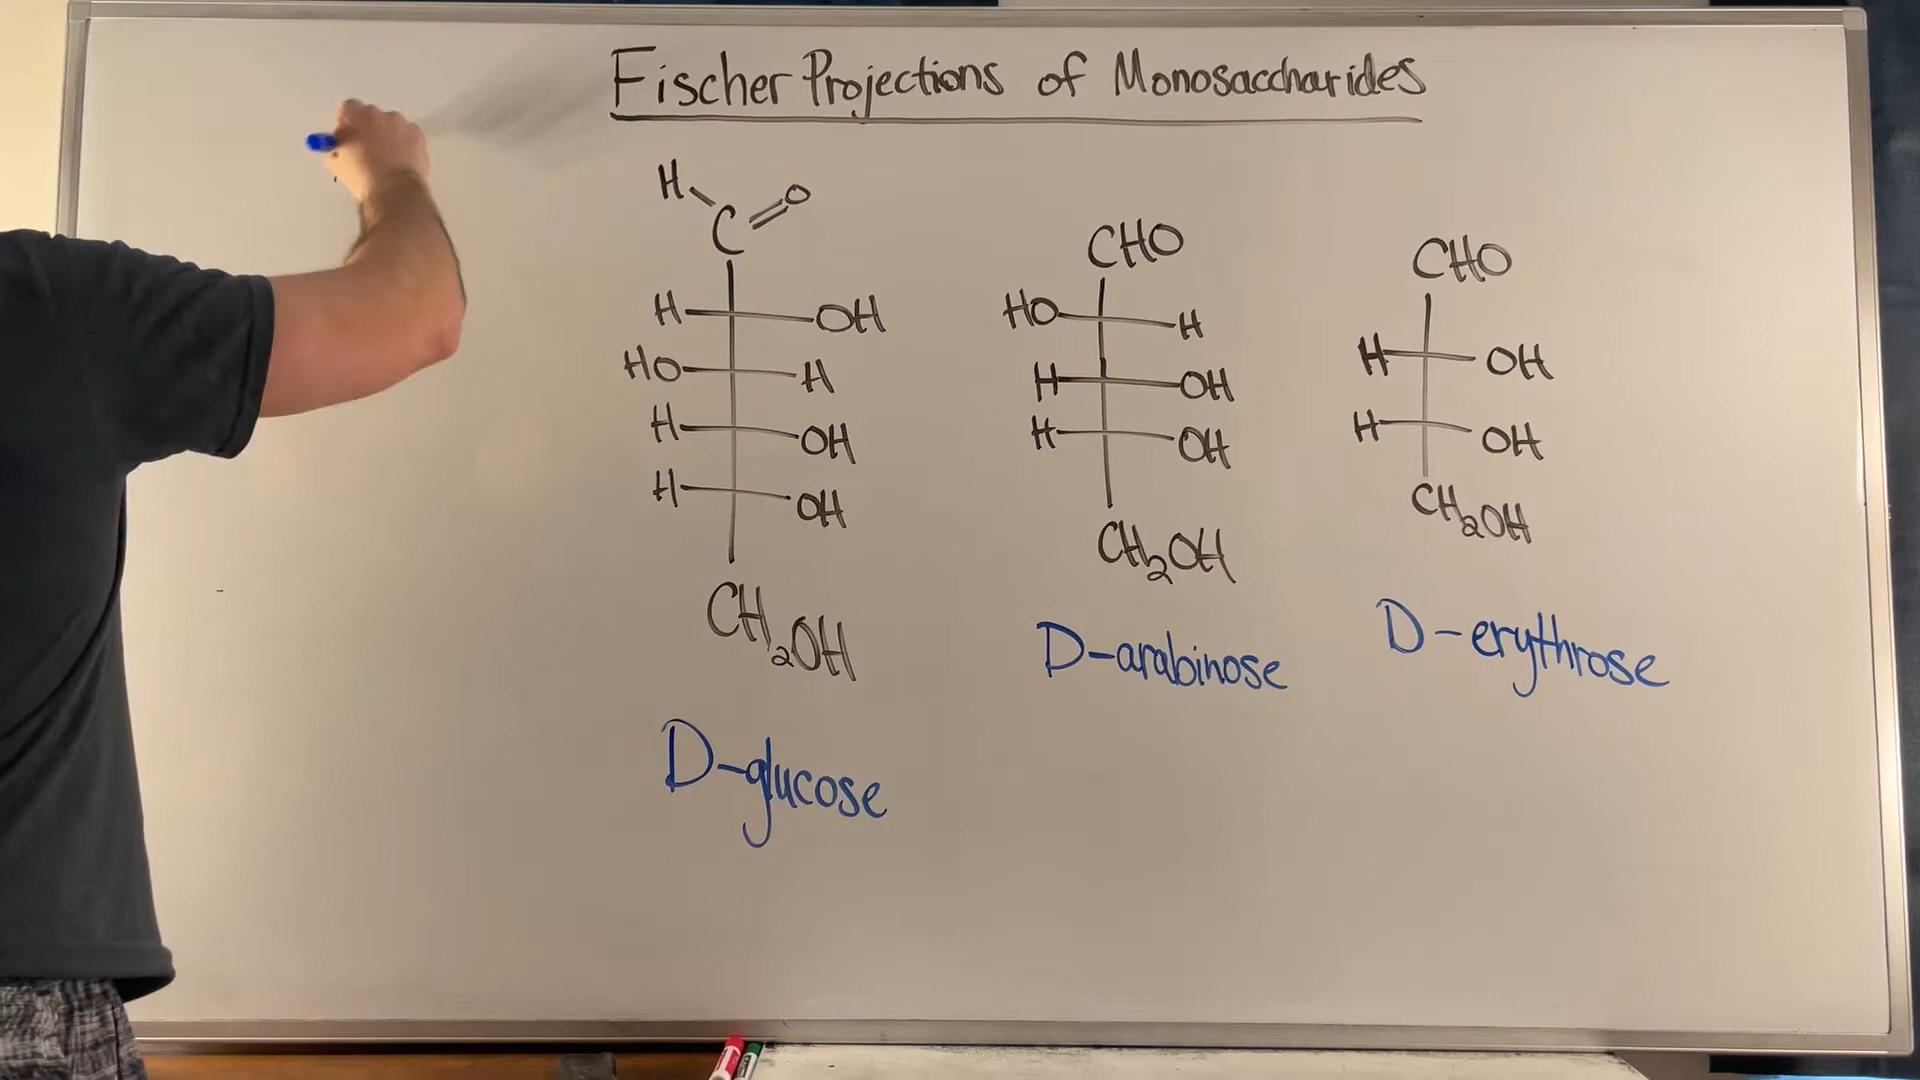 Fischer Projections of Monosaccharides
H
C=O
H OH
HO H
H OH
H OH
CH2OH
D-glucose
CHO
HO H
H OH
H OH
CH2OH
D-arabinose
CHO
H OH
H OH
CH2OH
D-erythrose